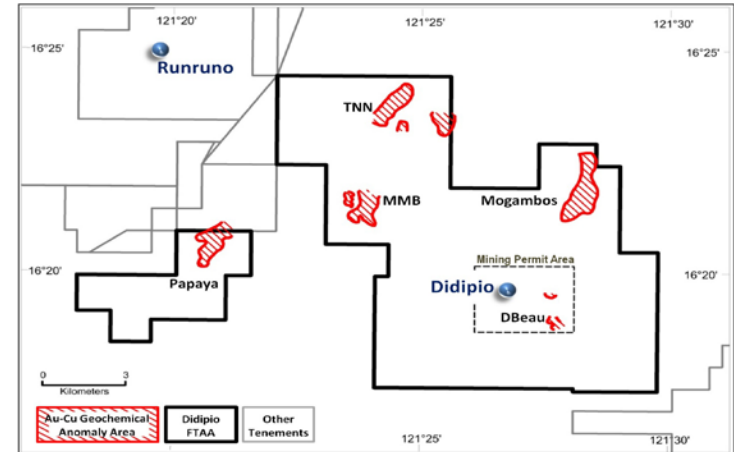 121°20'
121°25'
121°30'
16°25'
16°25'
Runruno
TNN
MMB
Mogambos
Papaya
Mining Permit Area
16°20'
16°20'
Didipio
DBeau
0 3
Kilometers
Au-Cu Geochemical
Anomaly Area
Didipio
FTAA
Other
Tenements
121°25'
121°30'